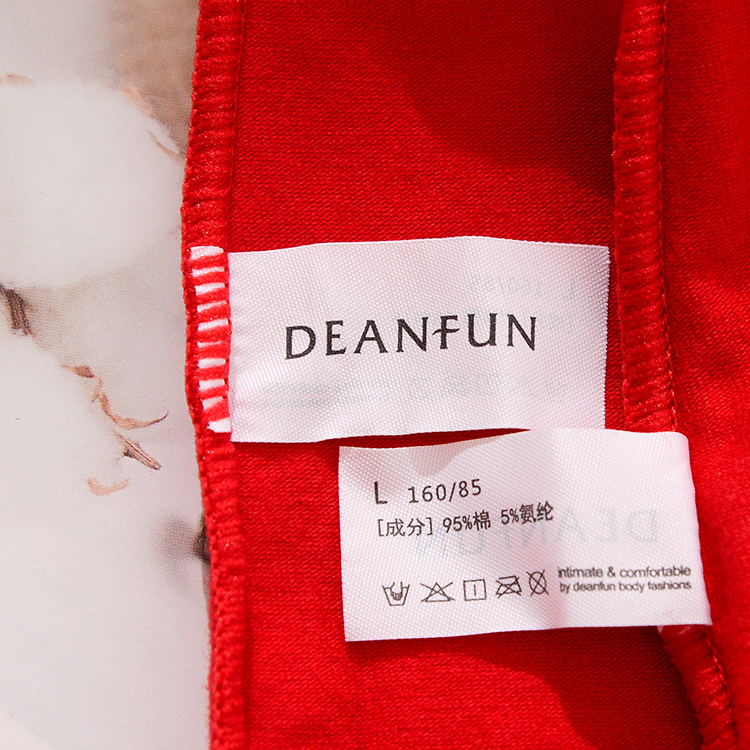 DEANFUN
L 160/85
[成分] 95%棉 5%氨纶
intimate & comfortable
by deanfun body fashions